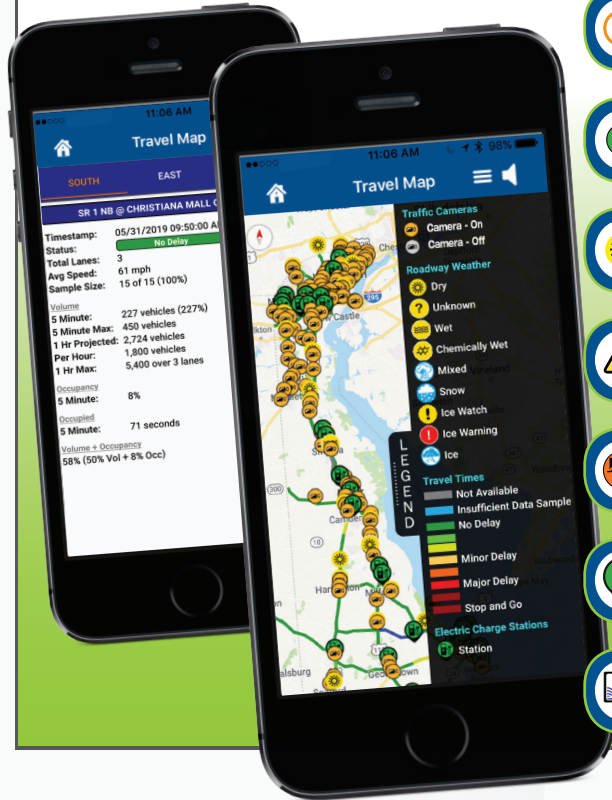 11:06 AM
Travel Map
SOUTH
EAST
SR 1 NB @ CHRISTIANA MALL
Timestamp: 05/31/2019 09:50:00
Status: No Delay
Total Lanes: 3
Avg Speed: 61 mph
Sample Size: 15 of 15 (100%)
Volume
5 Minute: 227 vehicles (227%)
5 Minute Max: 450 vehicles
1 Hr Projected: 2,724 vehicles
Per Hour: 1,800 vehicles
1 Hr Max: 5,400 over 3 lanes
Occupancy
5 Minute: 8%
Occupied
5 Minute: 71 seconds
Volume + Occupancy
58% (50% Vol + 8% Occ)
11:06 AM
98%
Travel Map
Traffic Cameras
Camera - On
Camera - Off
Roadway Weather
Dry
Unknown
Wet
Chemically Wet
Mixed
Snow
Ice Watch
Ice Warning
Ice
LEGEND
Travel Times
Not Available
Insufficient Data Sample
No Delay
Minor Delay
Major Delay
Stop and Go
Electric Charge Stations
Station
295
300
18
Vineland